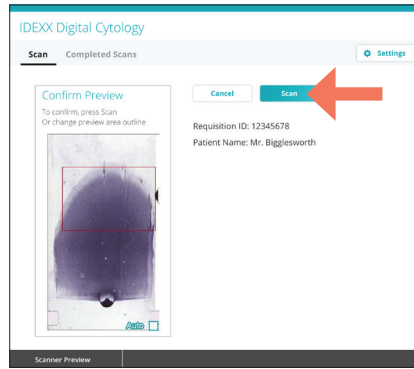 IDEXX Digital Cytology
Scan Completed Scans Settings
Confirm Preview
To confirm, press Scan
Or change preview area outline
Cancel Scan
Requisition ID: 12345678
Patient Name: Mr. Bigglesworth
Auto
Scanner Preview